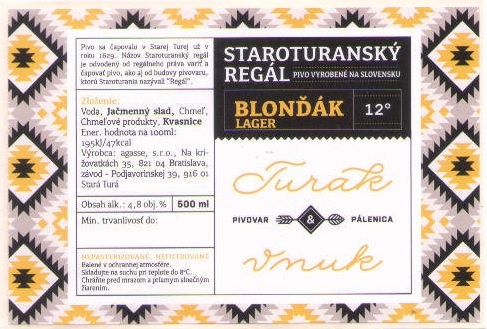 Pivo sa čapovalo v Starej Turej už v
roku 1629. Názov Staroturanský regál
je odvodený od regálneho práva variť a
čapovať pivo, ako aj od budovy pivovaru,
ktorú Staroturania nazývali "Regál".
Zloženie:
Voda, Jačmenný slad, Chmeľ,
Chmeľové produkty, Kvasnice
Ener. hodnota na 100ml:
195kJ/47kcal
Výrobca: agasse, s.r.o., Na kri-
žovatkách 35, 821 04 Bratislava,
závod - Podjavorinskej 39, 916 01
Stará Turá
Obsah alk.: 4,8 obj. % 500 ml
Min. trvanlivosť do:
NEPASTERIZOVANÉ, NEFILTROVANÉ
Balené v ochrannej atmosfére.
Skladujte na suchu pri teplote do 8°C.
Chráňte pred mrazom a priamym slnečným
žiarením.
STAROTURANSKÝ
REGÁL PIVO VYROBENÉ NA SLOVENSKU
BLONĎÁK 12°
LAGER
Turak
PIVOVAR & PÁLENICA
vnuk